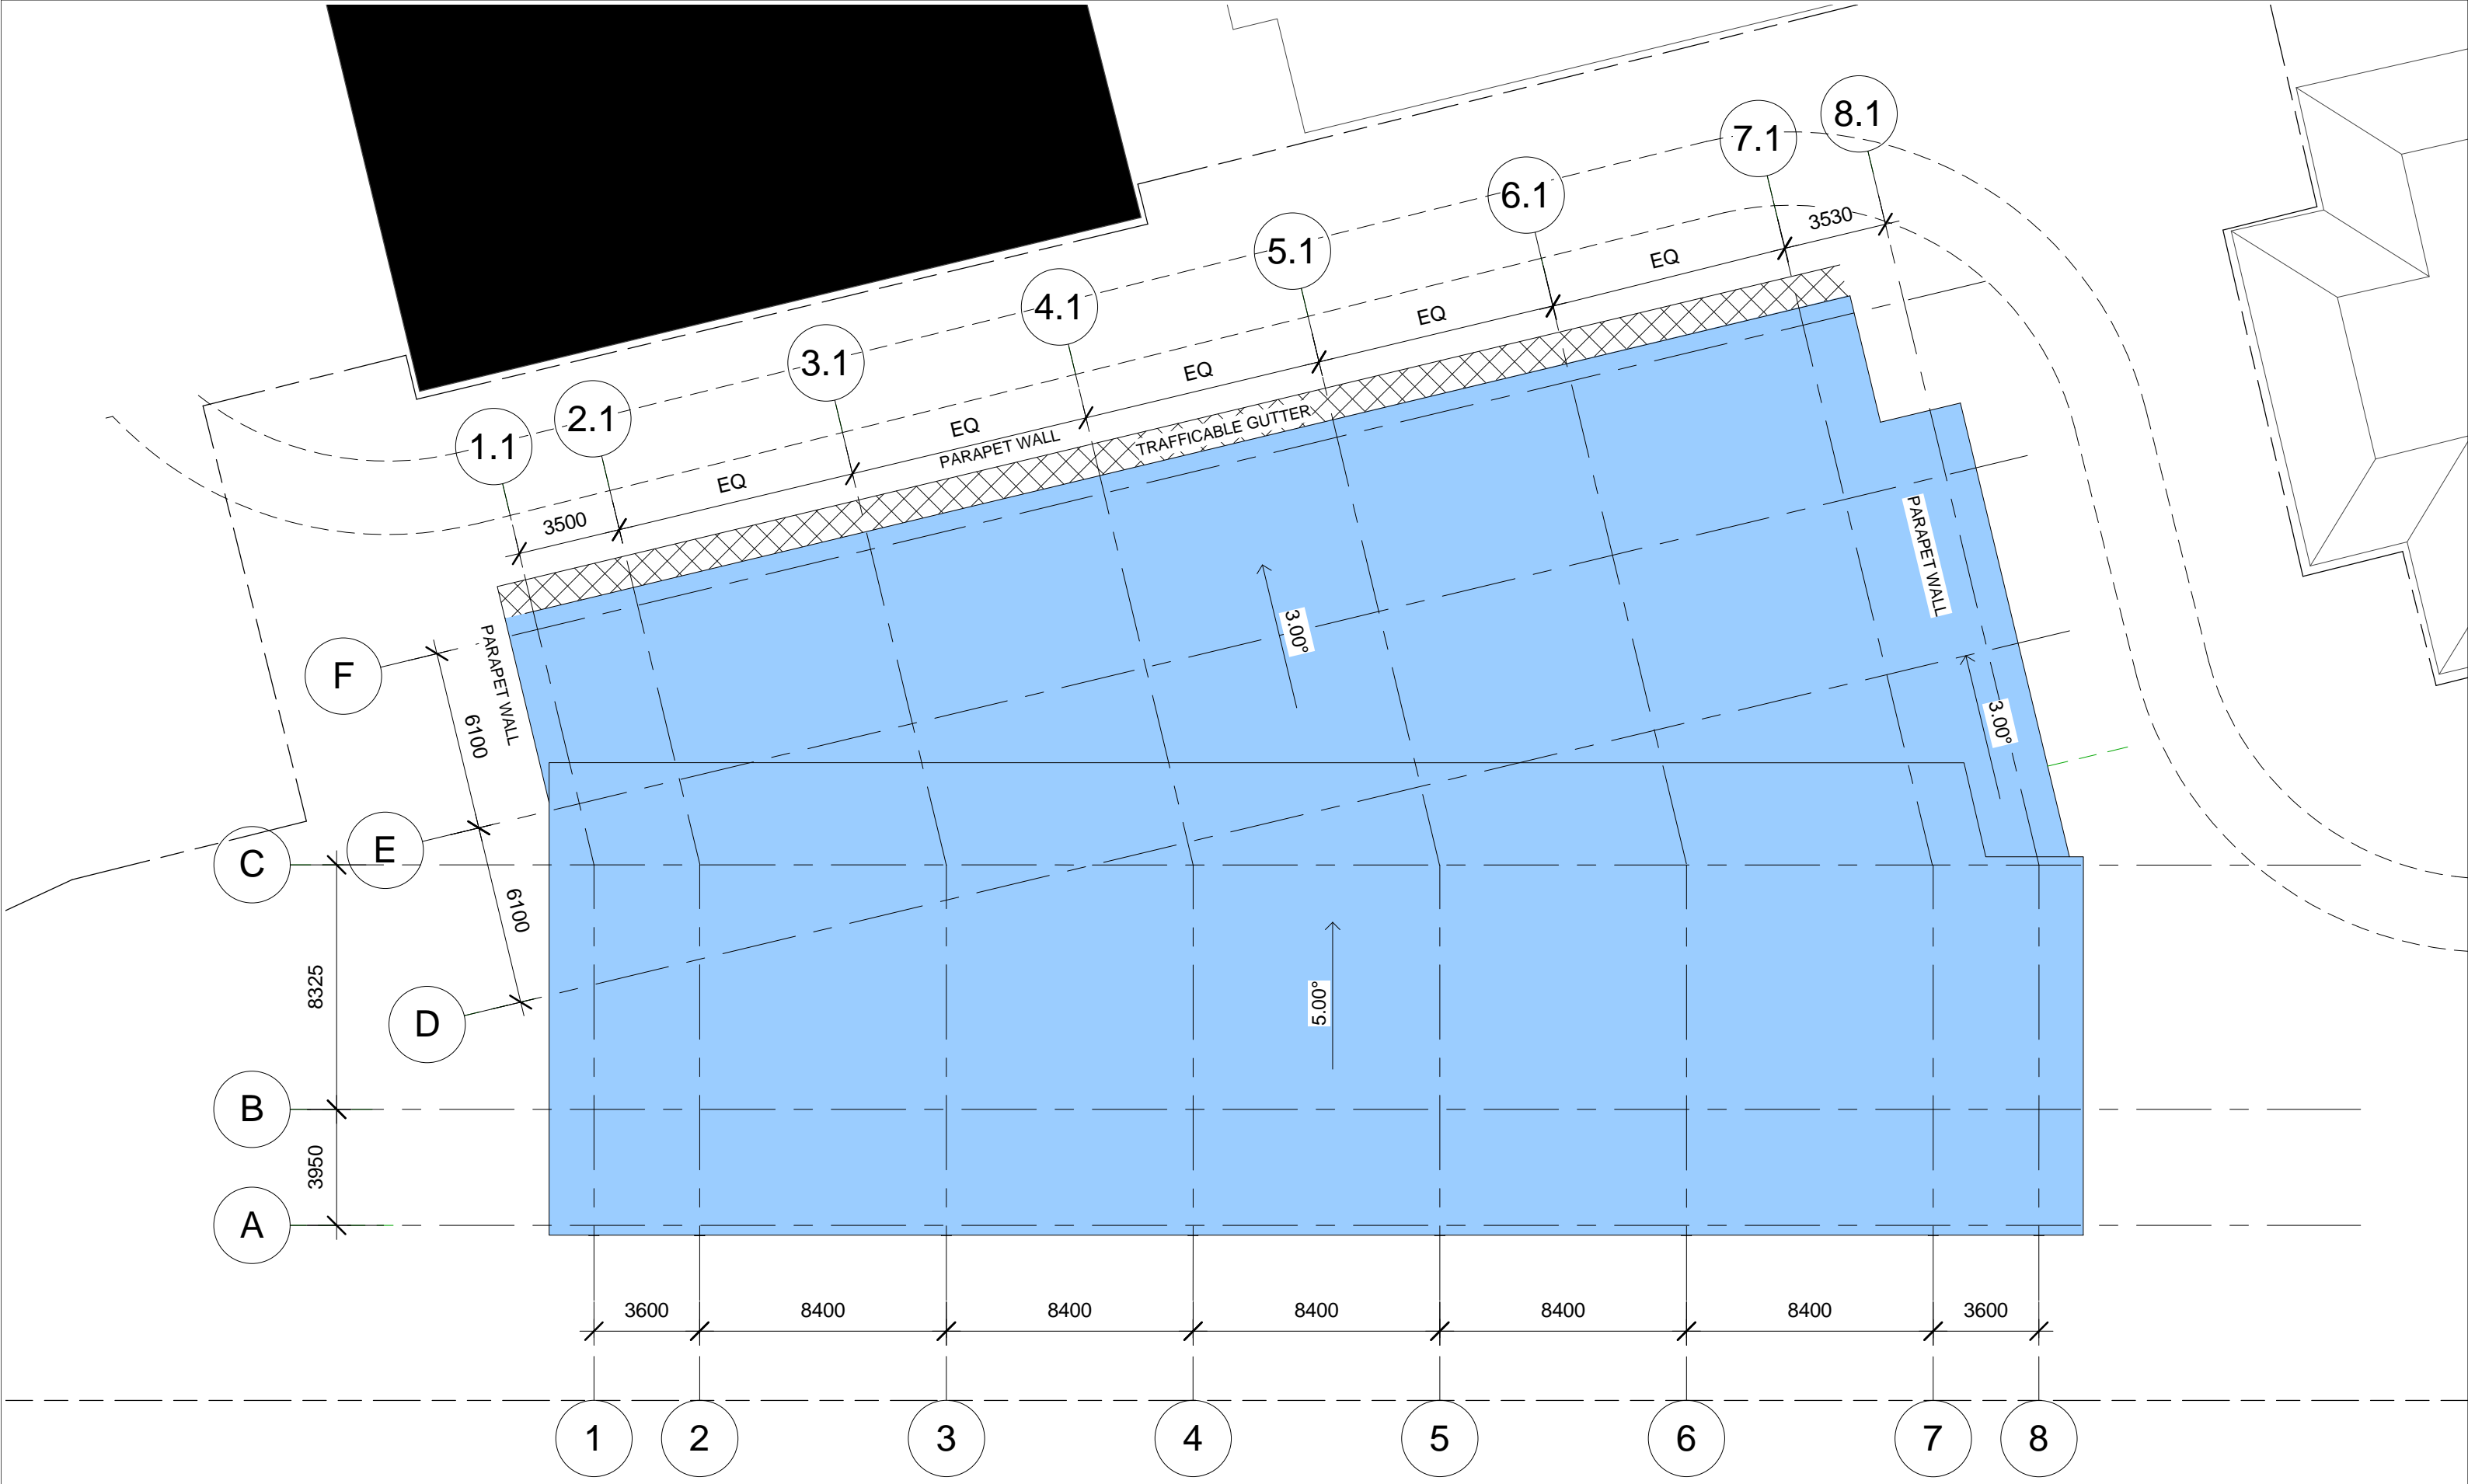 8.1
7.1
6.1
5.1
4.1
3.1
2.1
1.1
3530
EQ
EQ
EQ
EQ
EQ
3500
PARAPET WALL
TRAFFICABLE GUTTER
PARAPET WALL
PARAPET WALL
3.00°
3.00°
F
6100
E
6100
D
C
8325
B
3950
A
5.00°
3600
8400
8400
8400
8400
8400
3600
1
2
3
4
5
6
7
8